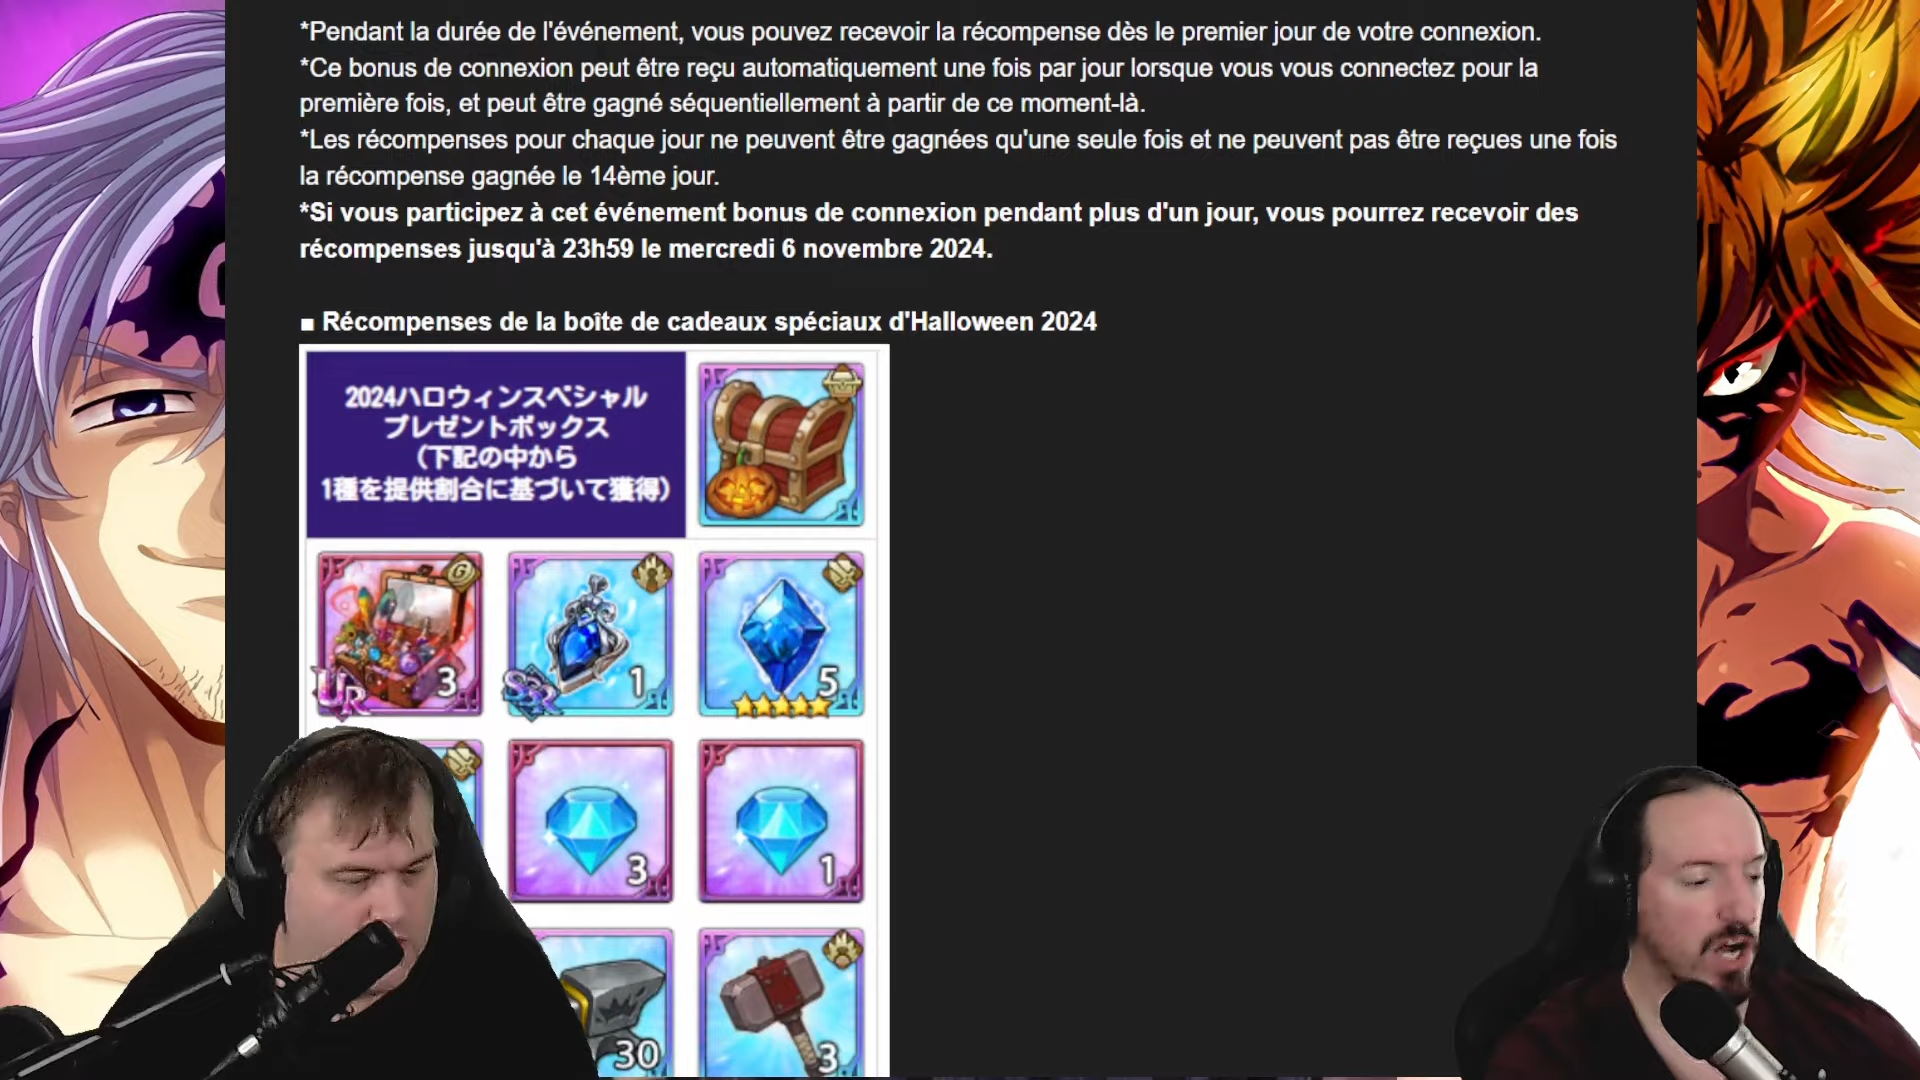 *Pendant la durée de l'événement, vous pouvez recevoir la récompense dès le premier jour de votre connexion.
*Ce bonus de connexion peut être reçu automatiquement une fois par jour lorsque vous vous connectez pour la
première fois, et peut être gagné séquentiellement à partir de ce moment-là.
*Les récompenses pour chaque jour ne peuvent être gagnées qu'une seule fois et ne peuvent pas être reçues une fois
la récompense gagnée le 14ème jour.
*Si vous participez à cet événement bonus de connexion pendant plus d'un jour, vous pourrez recevoir des
récompenses jusqu'à 23h59 le mercredi 6 novembre 2024.
■ Récompenses de la boîte de cadeaux spéciaux d'Halloween 2024
2024ハロウィンスペシャル
プレゼントボックス
（下記の中から
1種を提供割合に基づいて獲得）
G
UR 3
SSR 1
5
3
1
30
3